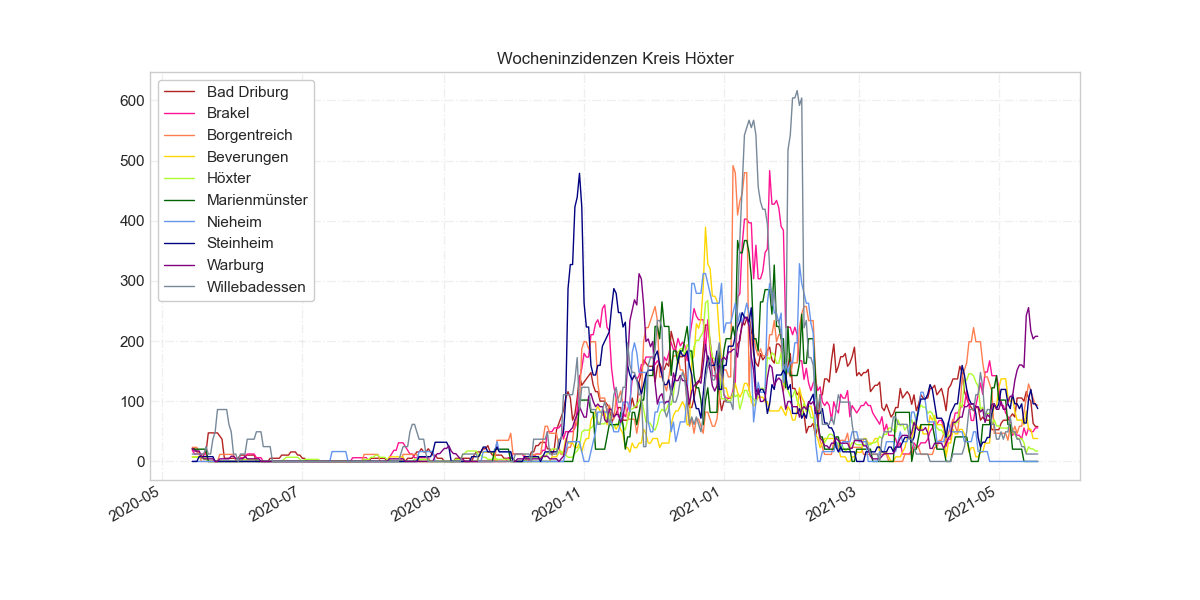 Wocheninzidenzen Kreis Höxter
600
500
400
300
200
100
0
Bad Driburg
Brakel
Borgentreich
Beverungen
Höxter
Marienmünster
Nieheim
Steinheim
Warburg
Willebadessen
2020-05
2020-07
2020-09
2020-11
2021-01
2021-03
2021-05